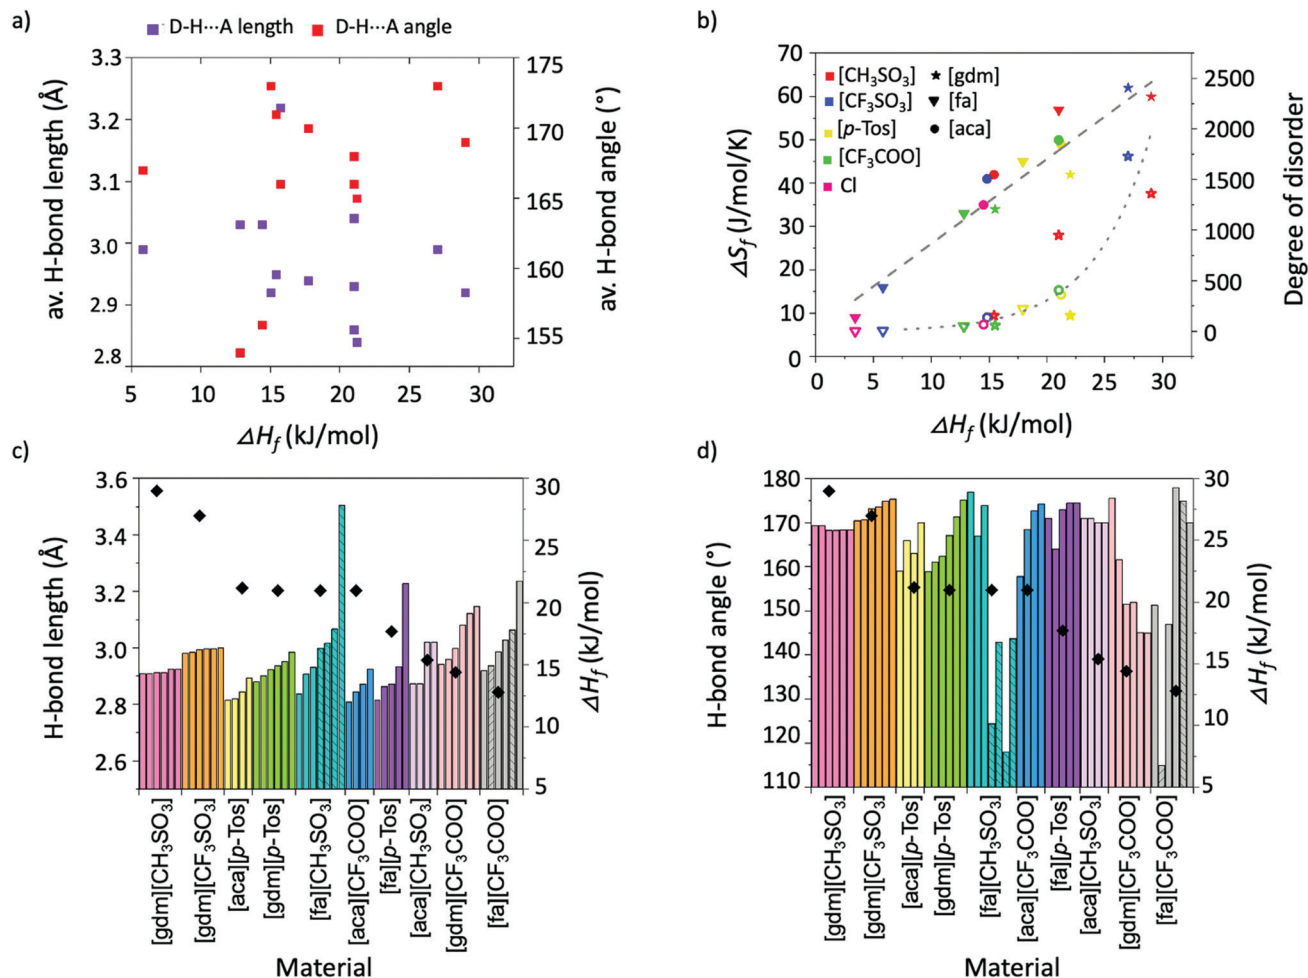 a)
D-H···A length
D-H···A angle
3.3
3.2
3.1
3.0
2.9
2.8
av. H-bond length (Å)
175
170
165
160
155
av. H-bond angle (°)
5 10 15 20 25 30
ΔHf (kJ/mol)
b)
70
60
50
40
30
20
10
0
ΔSf (J/mol/K)
[CH3SO3]
[CF3SO3]
[p-Tos]
[CF3COO]
Cl
[gdm]
[fa]
[aca]
2500
2000
1500
1000
500
0
Degree of disorder
0 5 10 15 20 25 30
ΔHf (kJ/mol)
c)
3.6
3.4
3.2
3.0
2.8
2.6
H-bond length (Å)
30
25
20
15
10
5
ΔHf (kJ/mol)
[gdm][CH3SO3]
[gdm][CF3SO3]
[aca][p-Tos]
[gdm][p-Tos]
[fa][CH3SO3]
[aca][CF3COO]
[fa][p-Tos]
[aca][CH3SO3]
[gdm][CF3COO]
[fa][CF3COO]
Material
d)
180
170
160
155
140
130
120
110
H-bond angle (°)
30
25
20
15
10
5
ΔHf (kJ/mol)
[gdm][CH3SO3]
[gdm][CF3SO3]
[aca][p-Tos]
[gdm][p-Tos]
[fa][CH3SO3]
[aca][CF3COO]
[fa][p-Tos]
[aca][CH3SO3]
[gdm][CF3COO]
[fa][CF3COO]
Material